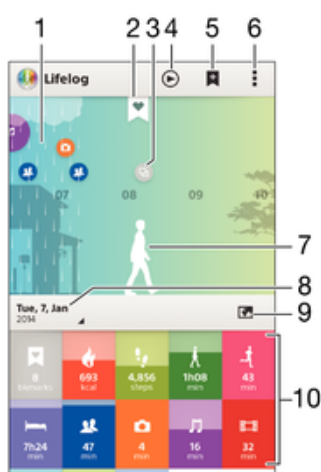 1 2 3 4 5 6
Lifelog
07 08 09 10
7
8
Tue, 7, Jan
2014
9
8 693 4,856 1h08 43
bkmarks kcal steps min min
10
7h24 47 4 16 32
min min min min min